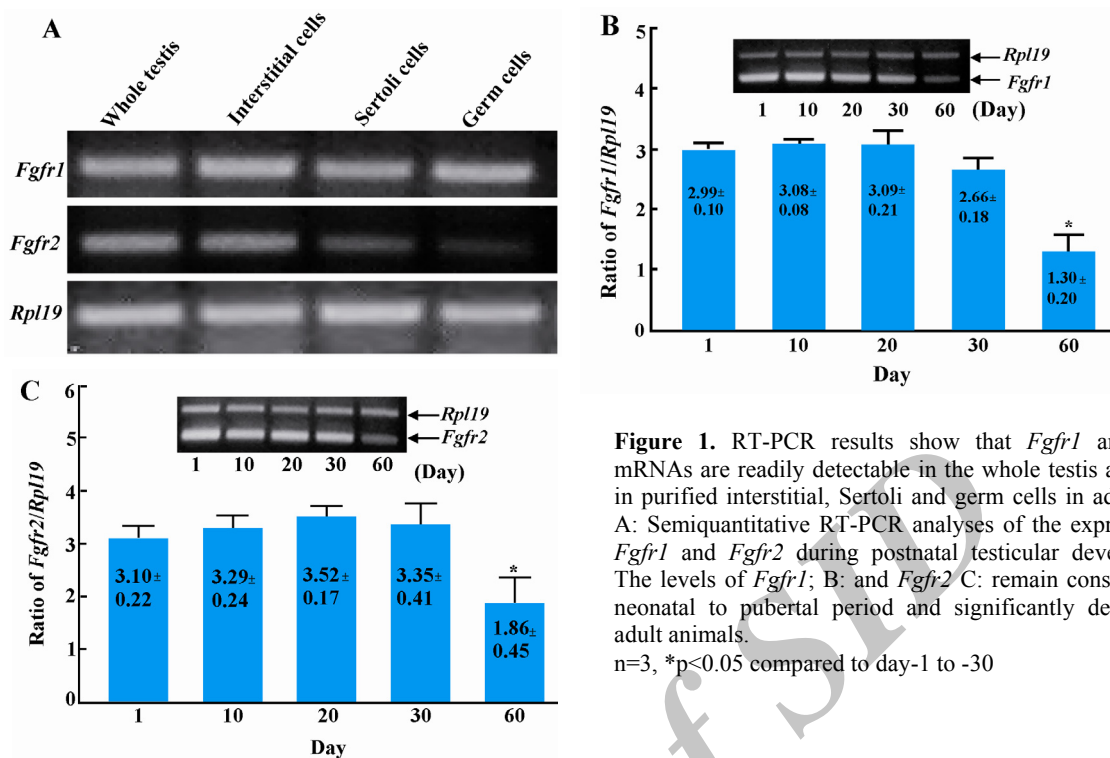 A
Whole testis
Interstitial cells
Sertoli cells
Germ cells
Fgfr1
Fgfr2
Rpl19
B
Ratio of Fgfr1/Rpl19
5
4
3
2
1
0
Rpl19
Fgfr1
1 10 20 30 60 (Day)
2.99±
0.10
3.08±
0.08
3.09±
0.21
2.66±
0.18
*
1.30±
0.20
1 10 20 30 60
Day
C
Ratio of Fgfr2/Rpl19
6
5
4
3
2
1
0
Rpl19
Fgfr2
1 10 20 30 60 (Day)
3.10±
0.22
3.29±
0.24
3.52±
0.17
3.35±
0.41
*
1.86±
0.45
1 10 20 30 60
Day
Figure 1. RT-PCR results show that Fgfr1 an
mRNAs are readily detectable in the whole testis a
in purified interstitial, Sertoli and germ cells in ad
A: Semiquantitative RT-PCR analyses of the expr
Fgfr1 and Fgfr2 during postnatal testicular deve
The levels of Fgfr1; B: and Fgfr2 C: remain cons
neonatal to pubertal period and significantly de
adult animals.
n=3, *p<0.05 compared to day-1 to -30
f SID